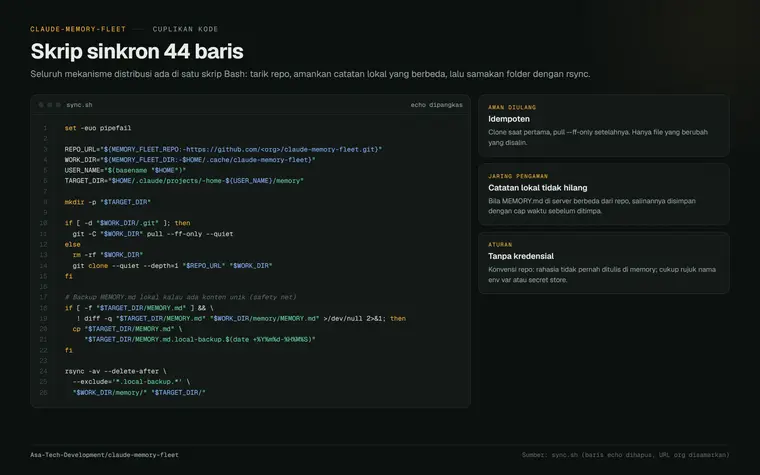 CLAUDE-MEMORY-FLEET — CUPLIKAN KODE
Skrip sinkron 44 baris
Seluruh mekanisme distribusi ada di satu skrip Bash: tarik repo, amankan catatan lokal yang berbeda, lalu samakan folder dengan rsync.
sync.sh echo dipangkas
1 set -euo pipefail
2
3 REPO_URL="${MEMORY_FLEET_REPO:-https://github.com/<org>/claude-memory-fleet.git}"
4 WORK_DIR="${MEMORY_FLEET_DIR:-$HOME/.cache/claude-memory-fleet}"
5 USER_NAME="$(basename "$HOME")"
6 TARGET_DIR="$HOME/.claude/projects/-home-${USER_NAME}/memory"
7
8 mkdir -p "$TARGET_DIR"
9
10 if [ -d "$WORK_DIR/.git" ]; then
11 git -C "$WORK_DIR" pull --ff-only --quiet
12 else
13 rm -rf "$WORK_DIR"
14 git clone --quiet --depth=1 "$REPO_URL" "$WORK_DIR"
15 fi
16
17 # Backup MEMORY.md lokal kalau ada konten unik (safety net)
18 if [ -f "$TARGET_DIR/MEMORY.md" ] && \
19 ! diff -q "$TARGET_DIR/MEMORY.md" "$WORK_DIR/memory/MEMORY.md" >/dev/null 2>&1; then
20 cp "$TARGET_DIR/MEMORY.md" \
21 "$TARGET_DIR/MEMORY.md.local-backup.$(date +%Y%m%d-%H%M%S)"
22 fi
23
24 rsync -av --delete-after \
25 --exclude='*.local-backup.*' \
26 "$WORK_DIR/memory/" "$TARGET_DIR/"
AMAN DIULANG
Idempoten
Clone saat pertama, pull --ff-only setelahnya. Hanya file yang berubah
yang disalin.
JARING PENGAMAN
Catatan lokal tidak hilang
Bila MEMORY.md di server berbeda dari repo, salinannya disimpan
dengan cap waktu sebelum ditimpa.
ATURAN
Tanpa kredensial
Konvensi repo: rahasia tidak pernah ditulis di memory; cukup rujuk nama
env var atau secret store.
Asa-Tech-Development/claude-memory-fleet
Sumber: sync.sh (baris echo dihapus, URL org disamarkan)